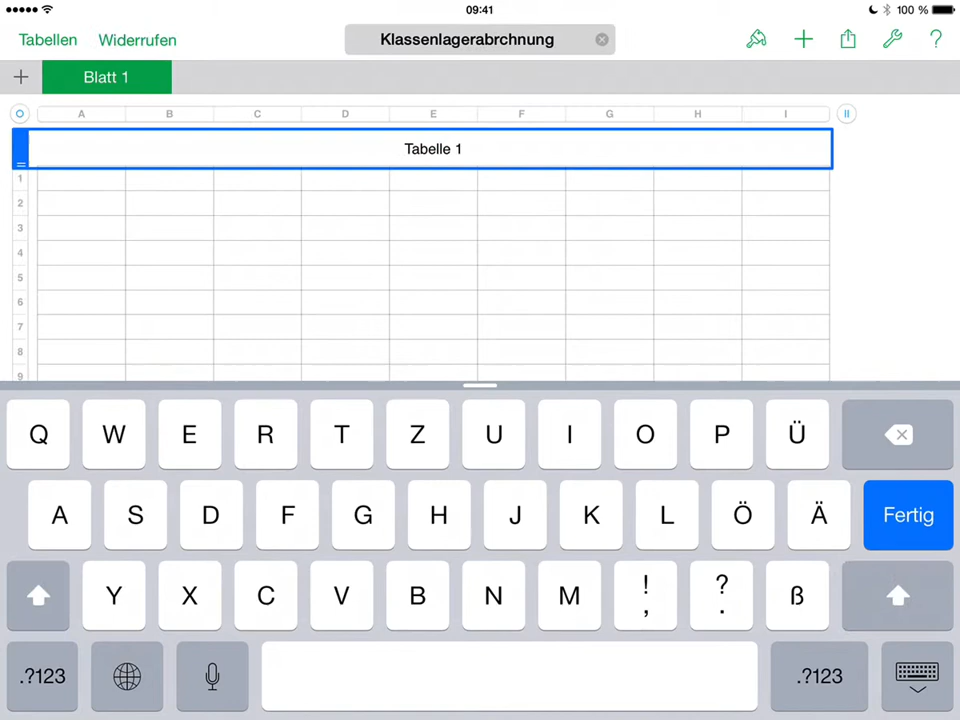 09:41
100 %
Tabellen Widerrufen Klassenlagerabrchnung ?
+ Blatt 1
A B C D E F G H I
Tabelle 1
1
2
3
4
5
6
7
8
9
Q W E R T Z U I O P Ü
A S D F G H J K L Ö Ä Fertig
Y X C V B N M ! , ? . ß
.?123 .?123